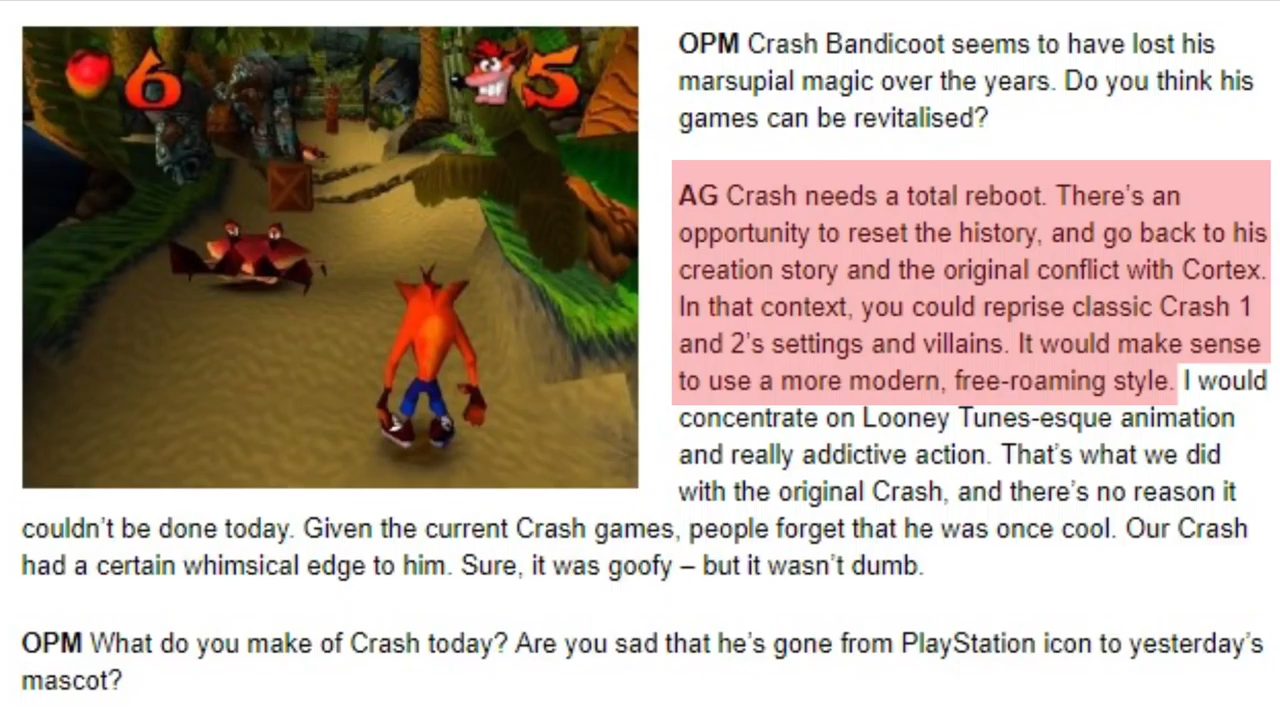 6
5
OPM Crash Bandicoot seems to have lost his
marsupial magic over the years. Do you think his
games can be revitalised?
AG Crash needs a total reboot. There’s an
opportunity to reset the history, and go back to his
creation story and the original conflict with Cortex.
In that context, you could reprise classic Crash 1
and 2’s settings and villains. It would make sense
to use a more modern, free-roaming style. I would
concentrate on Looney Tunes-esque animation
and really addictive action. That’s what we did
with the original Crash, and there’s no reason it
couldn’t be done today. Given the current Crash games, people forget that he was once cool. Our Crash
had a certain whimsical edge to him. Sure, it was goofy – but it wasn’t dumb.
OPM What do you make of Crash today? Are you sad that he’s gone from PlayStation icon to yesterday’s
mascot?